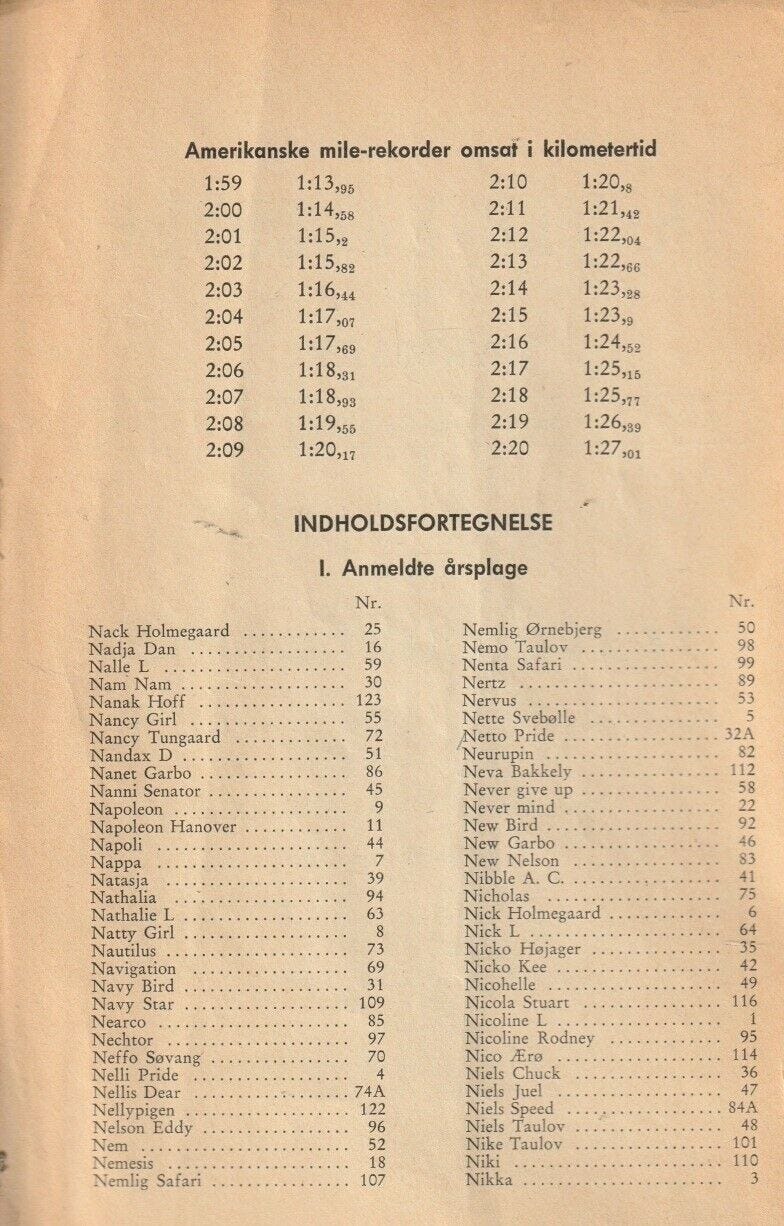 Amerikanske mile-rekorder omsat i kilometertid
1:59 1:13,95 2:10 1:20,8
2:00 1:14,58 2:11 1:21,42
2:01 1:15,2 2:12 1:22,04
2:02 1:15,82 2:13 1:22,66
2:03 1:16,44 2:14 1:23,28
2:04 1:17,07 2:15 1:23,9
2:05 1:17,69 2:16 1:24,52
2:06 1:18,31 2:17 1:25,15
2:07 1:18,93 2:18 1:25,77
2:08 1:19,55 2:19 1:26,39
2:09 1:20,17 2:20 1:27,01
INDHOLDSFORTEGNELSE
I. Anmeldte årsplage
Nr.
Nack Holmegaard ............ 25
Nadja Dan .................. 16
Nalle L .................... 59
Nam Nam .................... 30
Nanak Hoff ................. 123
Nancy Girl ................. 55
Nancy Tungaard ............. 72
Nandax D ................... 51
Nanet Garbo ................ 86
Nanni Senator .............. 45
Napoleon ................... 9
Napoleon Hanover ........... 11
Napoli ..................... 44
Nappa ...................... 7
Natasja .................... 39
Nathalia ................... 94
Nathalie L ................. 63
Natty Girl ................. 8
Nautilus ................... 73
Navigation ................. 69
Navy Bird .................. 31
Navy Star .................. 109
Nearco ..................... 85
Nechtor .................... 97
Neffo Søvang ............... 70
Nelli Pride ................ 4
Nellis Dear ................ 74A
Nellypigen ................. 122
Nelson Eddy ................ 96
Nem ........................ 52
Nemesis .................... 18
Nemlig Safari .............. 107
Nr.
Nemlig Ørnebjerg ........... 50
Nemo Taulov ................ 98
Nenta Safari ............... 99
Nertz ...................... 89
Nervus ..................... 53
Nette Svebølle ............. 5
Netto Pride ................ 32A
Neurupin ................... 82
Neva Bakkely ............... 112
Never give up .............. 58
Never mind ................. 22
New Bird ................... 92
New Garbo .................. 46
New Nelson ................. 83
Nibble A. C. ............... 41
Nicholas ................... 75
Nick Holmegaard ............ 6
Nick L ..................... 64
Nicko Højager .............. 35
Nicko Kee .................. 42
Nicohelle .................. 49
Nicola Stuart .............. 116
Nicoline L ................. 1
Nicoline Rodney ............ 95
Nico Ærø ................... 114
Niels Chuck ................ 36
Niels Juel ................. 47
Niels Speed ................ 84A
Niels Taulov ............... 48
Nike Taulov ................ 101
Niki ....................... 110
Nikka ...................... 3